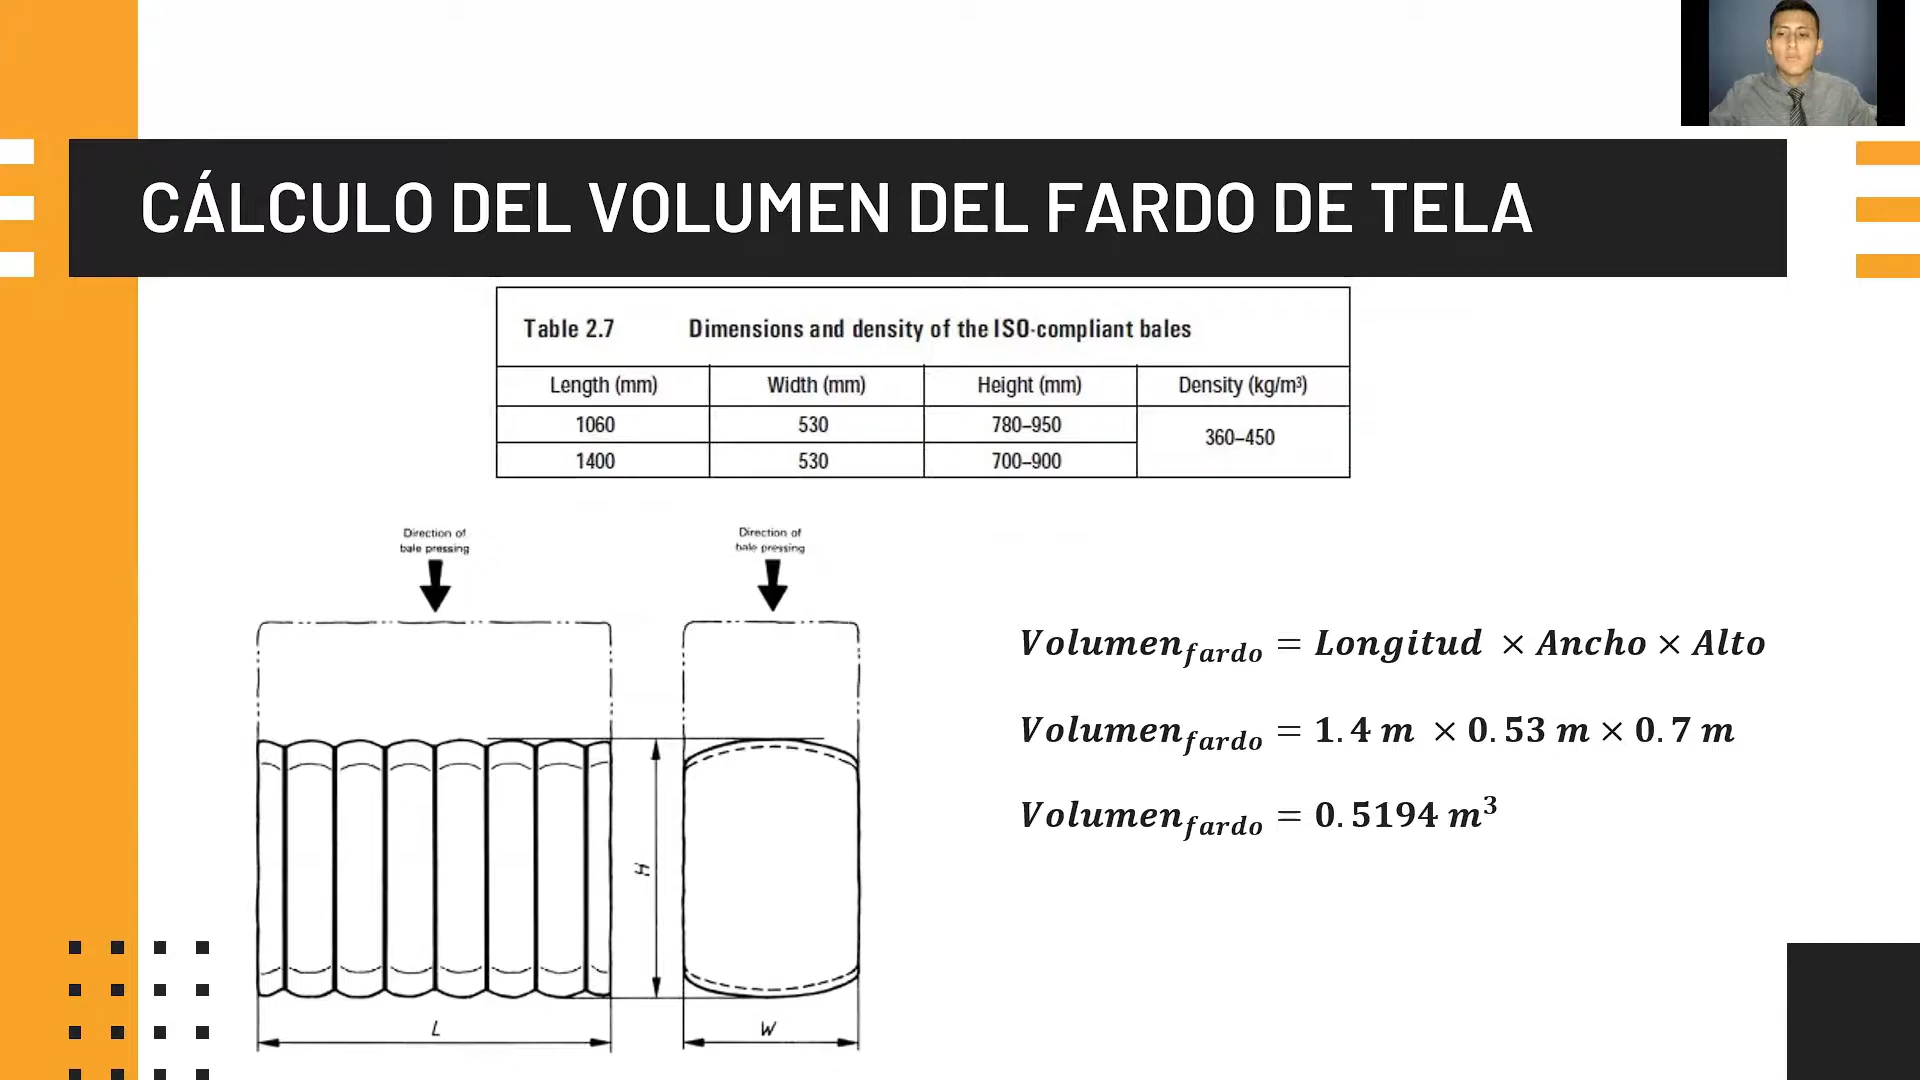 CÁLCULO DEL VOLUMEN DEL FARDO DE TELA
Table 2.7 Dimensions and density of the ISO-compliant bales
Length (mm) Width (mm) Height (mm) Density (kg/m³)
1060 530 780–950 360–450
1400 530 700–900
Direction of
bale pressing
Direction of
bale pressing
H
L
W
Volumen_fardo = Longitud × Ancho × Alto
Volumen_fardo = 1.4 m × 0.53 m × 0.7 m
Volumen_fardo = 0.5194 m³